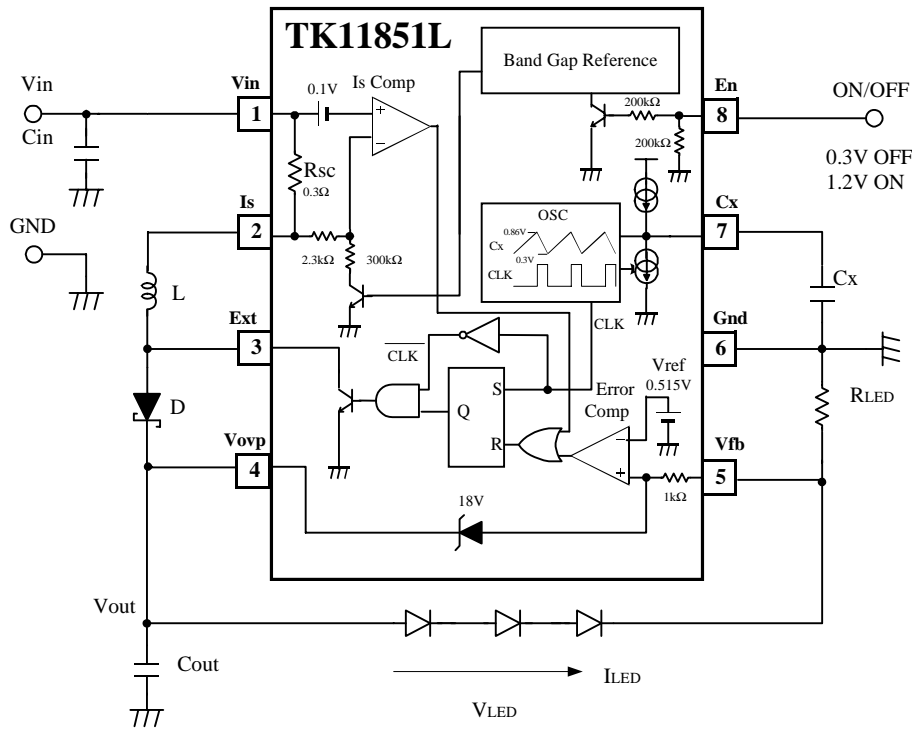 TK11851L
Band Gap Reference
Vin
Cin
GND
Vin
1
0.1V
Is Comp
+
−
Rsc
0.3Ω
Is
2
2.3kΩ
300kΩ
200kΩ
200kΩ
En
8
ON/OFF
0.3V OFF
1.2V ON
OSC
0.86V
Cx
0.3V
CLK
Cx
7
Cx
CLK
L
Ext
3
CLK
Gnd
6
Vref
0.515V
Error
Comp
S
Q
R
−
+
RLED
D
Vovp
4
Vfb
5
1kΩ
18V
Vout
Cout
ILED
VLED